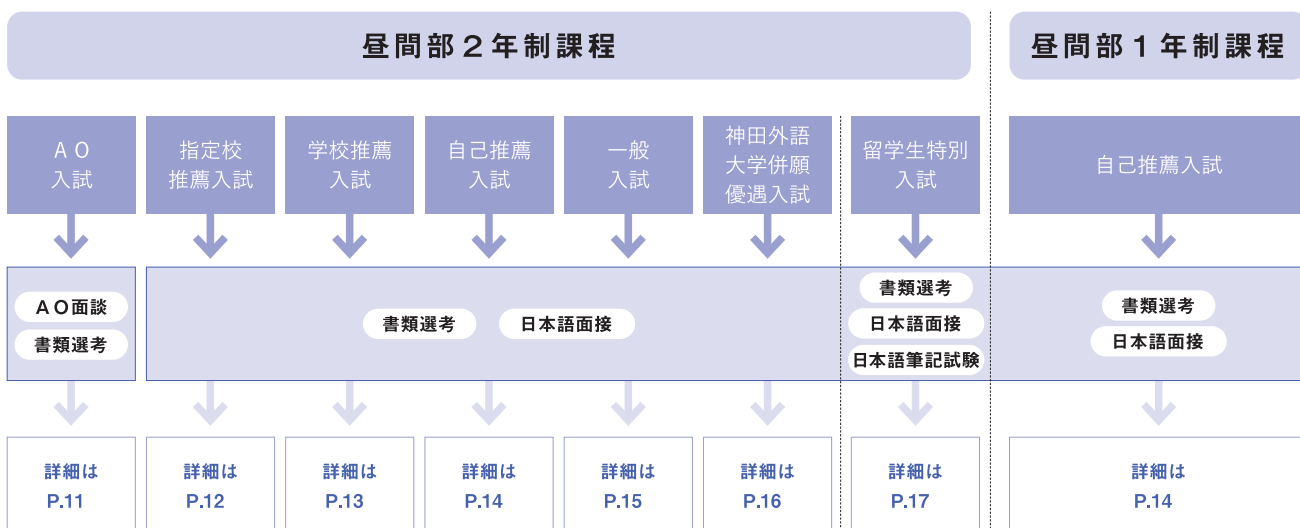 昼間部2年制課程
昼間部1年制課程
AO
入試
指定校
推薦入試
学校推薦
入試
自己推薦
入試
一般
入試
神田外語
大学併願
優遇入試
留学生特別
入試
自己推薦入試
AO面談
書類選考
書類選考
日本語面接
書類選考
日本語面接
日本語筆記試験
書類選考
日本語面接
詳細は
P.11
詳細は
P.12
詳細は
P.13
詳細は
P.14
詳細は
P.15
詳細は
P.16
詳細は
P.17
詳細は
P.14